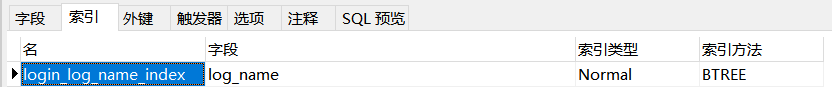 字段 索引 外键 触发器 选项 注释 SQL 预览
名 字段 索引类型 索引方法
login_log_name_index log_name Normal BTREE